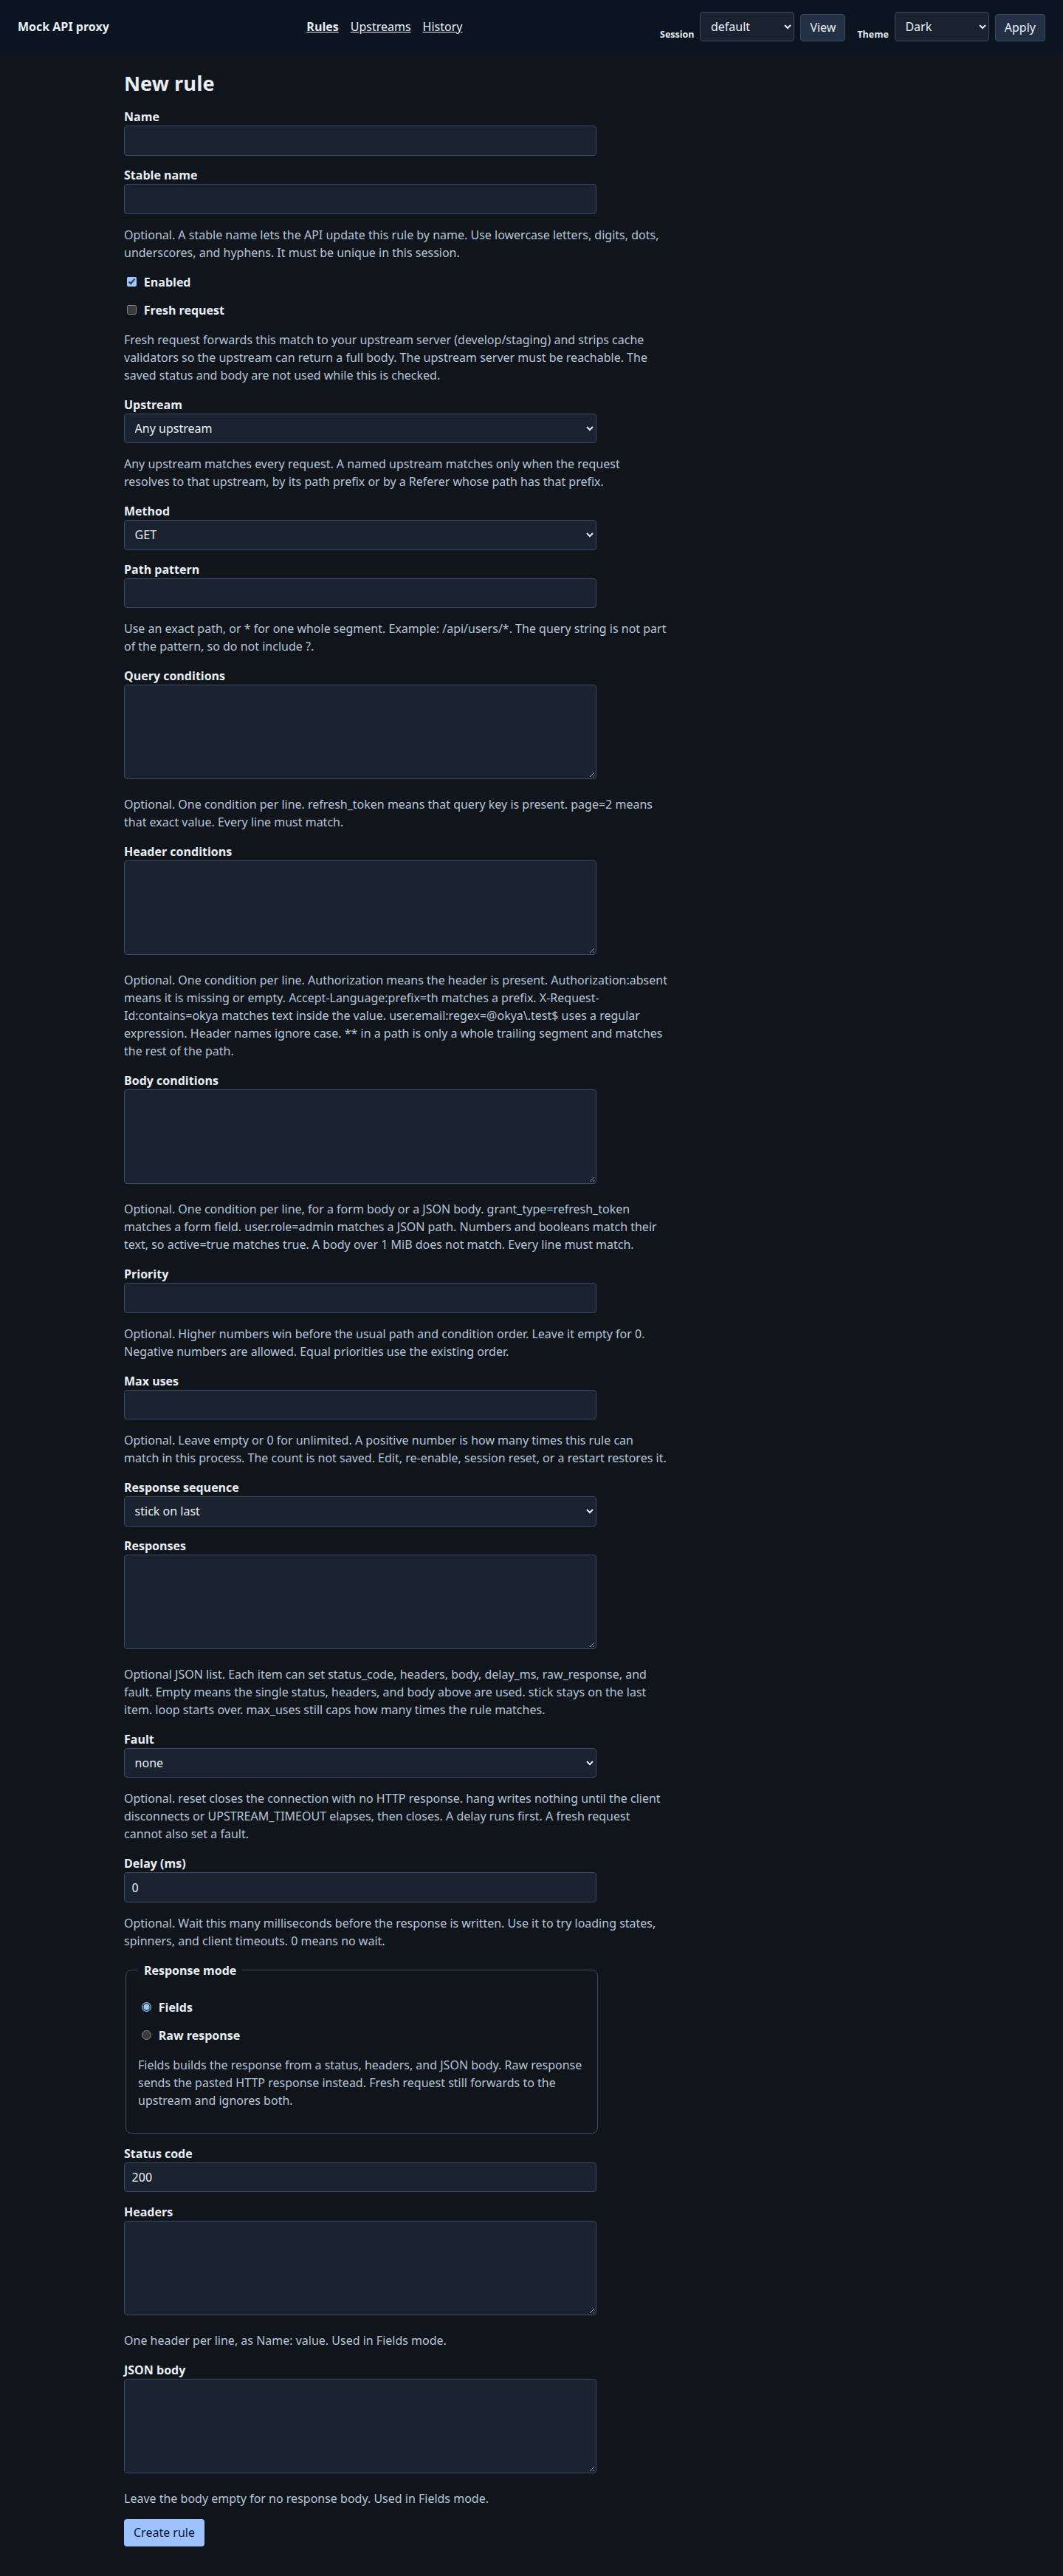 Mock API proxy
Rules
Upstreams
History
Session
default
View
Theme
Dark
Apply
New rule
Name
Stable name
Optional. A stable name lets the API update this rule by name. Use lowercase letters, digits, dots,
underscores, and hyphens. It must be unique in this session.
Enabled
Fresh request
Fresh request forwards this match to your upstream server (develop/staging) and strips cache
validators so the upstream can return a full body. The upstream server must be reachable. The
saved status and body are not used while this is checked.
Upstream
Any upstream
Any upstream matches every request. A named upstream matches only when the request
resolves to that upstream, by its path prefix or by a Referer whose path has that prefix.
Method
GET
Path pattern
Use an exact path, or * for one whole segment. Example: /api/users/*. The query string is not part
of the pattern, so do not include ?.
Query conditions
Optional. One condition per line. refresh_token means that query key is present. page=2 means
that exact value. Every line must match.
Header conditions
Optional. One condition per line. Authorization means the header is present. Authorization:absent
means it is missing or empty. Accept-Language:prefix=th matches a prefix. X-Request-
Id:contains=okya matches text inside the value. user.email:regex=@okya\.test$ uses a regular
expression. Header names ignore case. ** in a path is only a whole trailing segment and matches
the rest of the path.
Body conditions
Optional. One condition per line, for a form body or a JSON body. grant_type=refresh_token
matches a form field. user.role=admin matches a JSON path. Numbers and booleans match their
text, so active=true matches true. A body over 1 MiB does not match. Every line must match.
Priority
Optional. Higher numbers win before the usual path and condition order. Leave it empty for 0.
Negative numbers are allowed. Equal priorities use the existing order.
Max uses
Optional. Leave empty or 0 for unlimited. A positive number is how many times this rule can
match in this process. The count is not saved. Edit, re-enable, session reset, or a restart restores it.
Response sequence
stick on last
Responses
Optional JSON list. Each item can set status_code, headers, body, delay_ms, raw_response, and
fault. Empty means the single status, headers, and body above are used. stick stays on the last
item. loop starts over. max_uses still caps how many times the rule matches.
Fault
none
Optional. reset closes the connection with no HTTP response. hang writes nothing until the client
disconnects or UPSTREAM_TIMEOUT elapses, then closes. A delay runs first. A fresh request
cannot also set a fault.
Delay (ms)
0
Optional. Wait this many milliseconds before the response is written. Use it to try loading states,
spinners, and client timeouts. 0 means no wait.
Response mode
Fields
Raw response
Fields builds the response from a status, headers, and JSON body. Raw response
sends the pasted HTTP response instead. Fresh request still forwards to the
upstream and ignores both.
Status code
200
Headers
One header per line, as Name: value. Used in Fields mode.
JSON body
Leave the body empty for no response body. Used in Fields mode.
Create rule